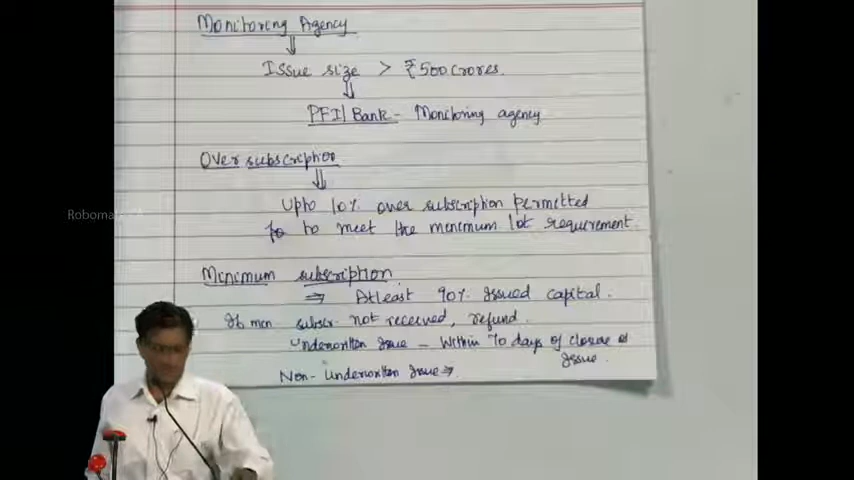 Monitoring Agency
Issue size > ₹500 crores.
PFI/Bank - Monitoring agency
Over subscription
Upto 10% over subscription permitted
to to meet the minimum lot requirement.
Minimum subscription
⇒ Atleast 90% Issued capital.
If min subscr. not received, refund.
Underwritten Issue - Within 70 days of closure of
Issue.
Non-Underwritten Issue ⇒
Roboma